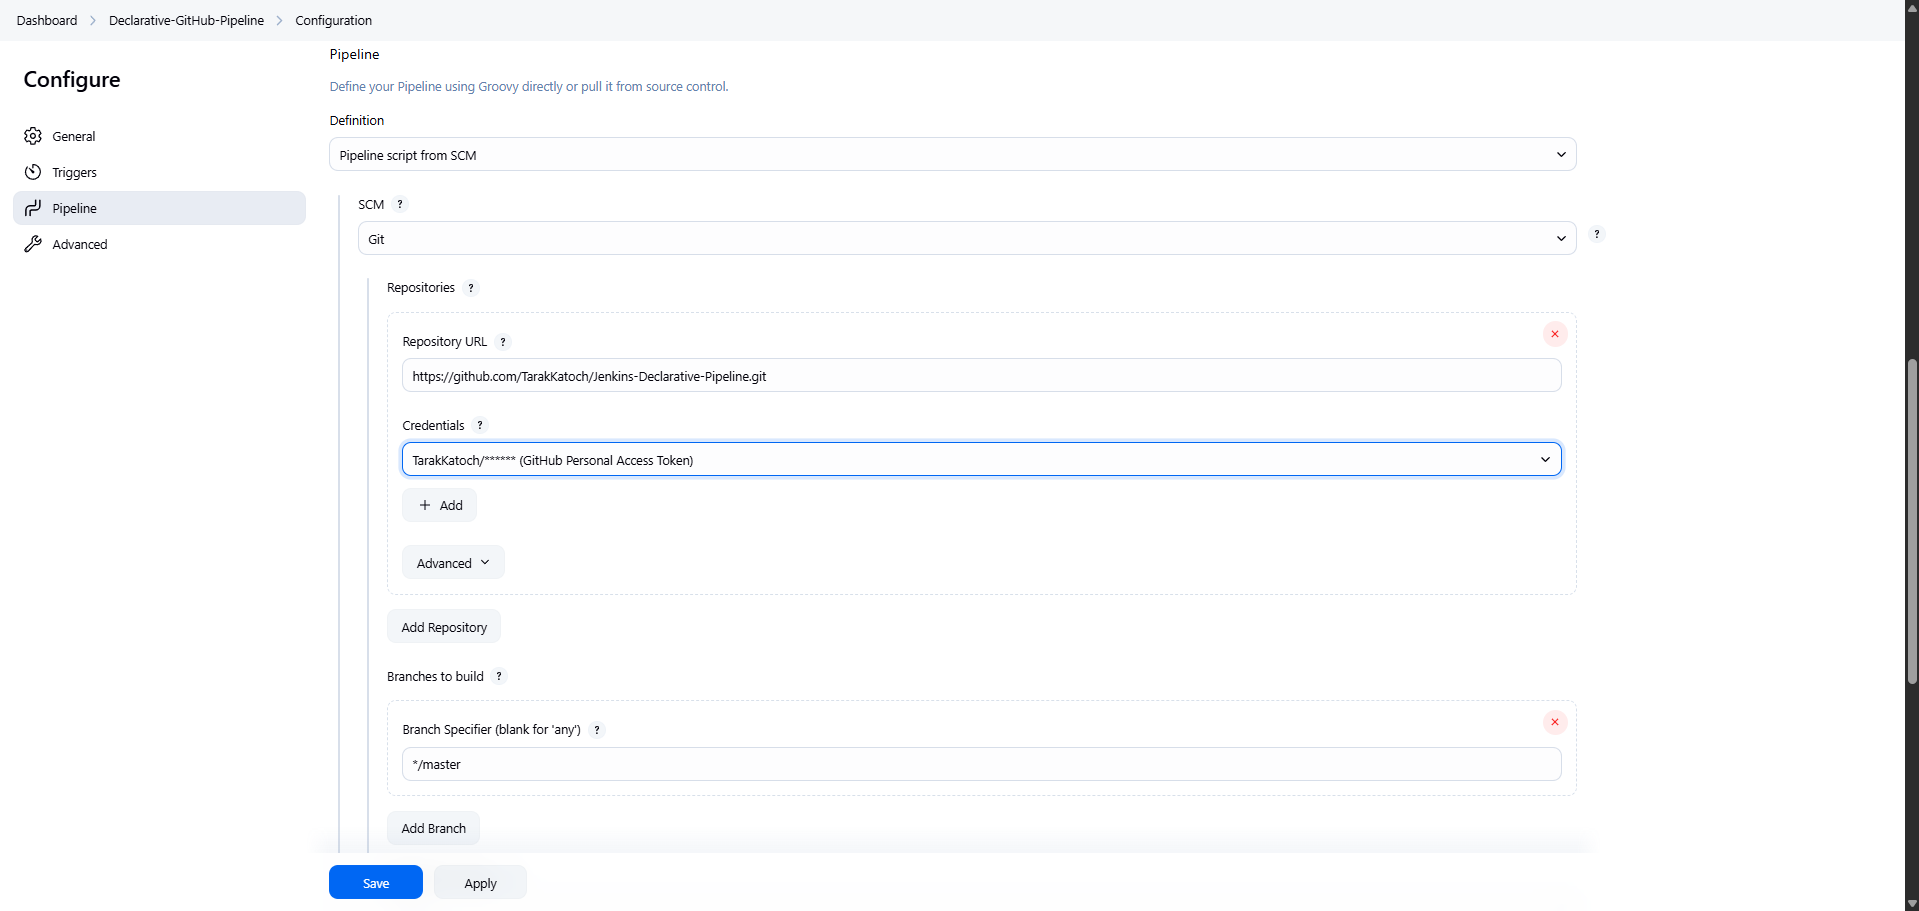 Dashboard > Declarative-GitHub-Pipeline > Configuration
Configure
General
Triggers
Pipeline
Advanced
Pipeline
Define your Pipeline using Groovy directly or pull it from source control.
Definition
Pipeline script from SCM
SCM ?
Git
?
Repositories ?
Repository URL ?
https://github.com/TarakKatoch/Jenkins-Declarative-Pipeline.git
Credentials ?
TarakKatoch/****** (GitHub Personal Access Token)
+ Add
Advanced
Add Repository
Branches to build ?
Branch Specifier (blank for 'any') ?
*/master
Add Branch
Save
Apply